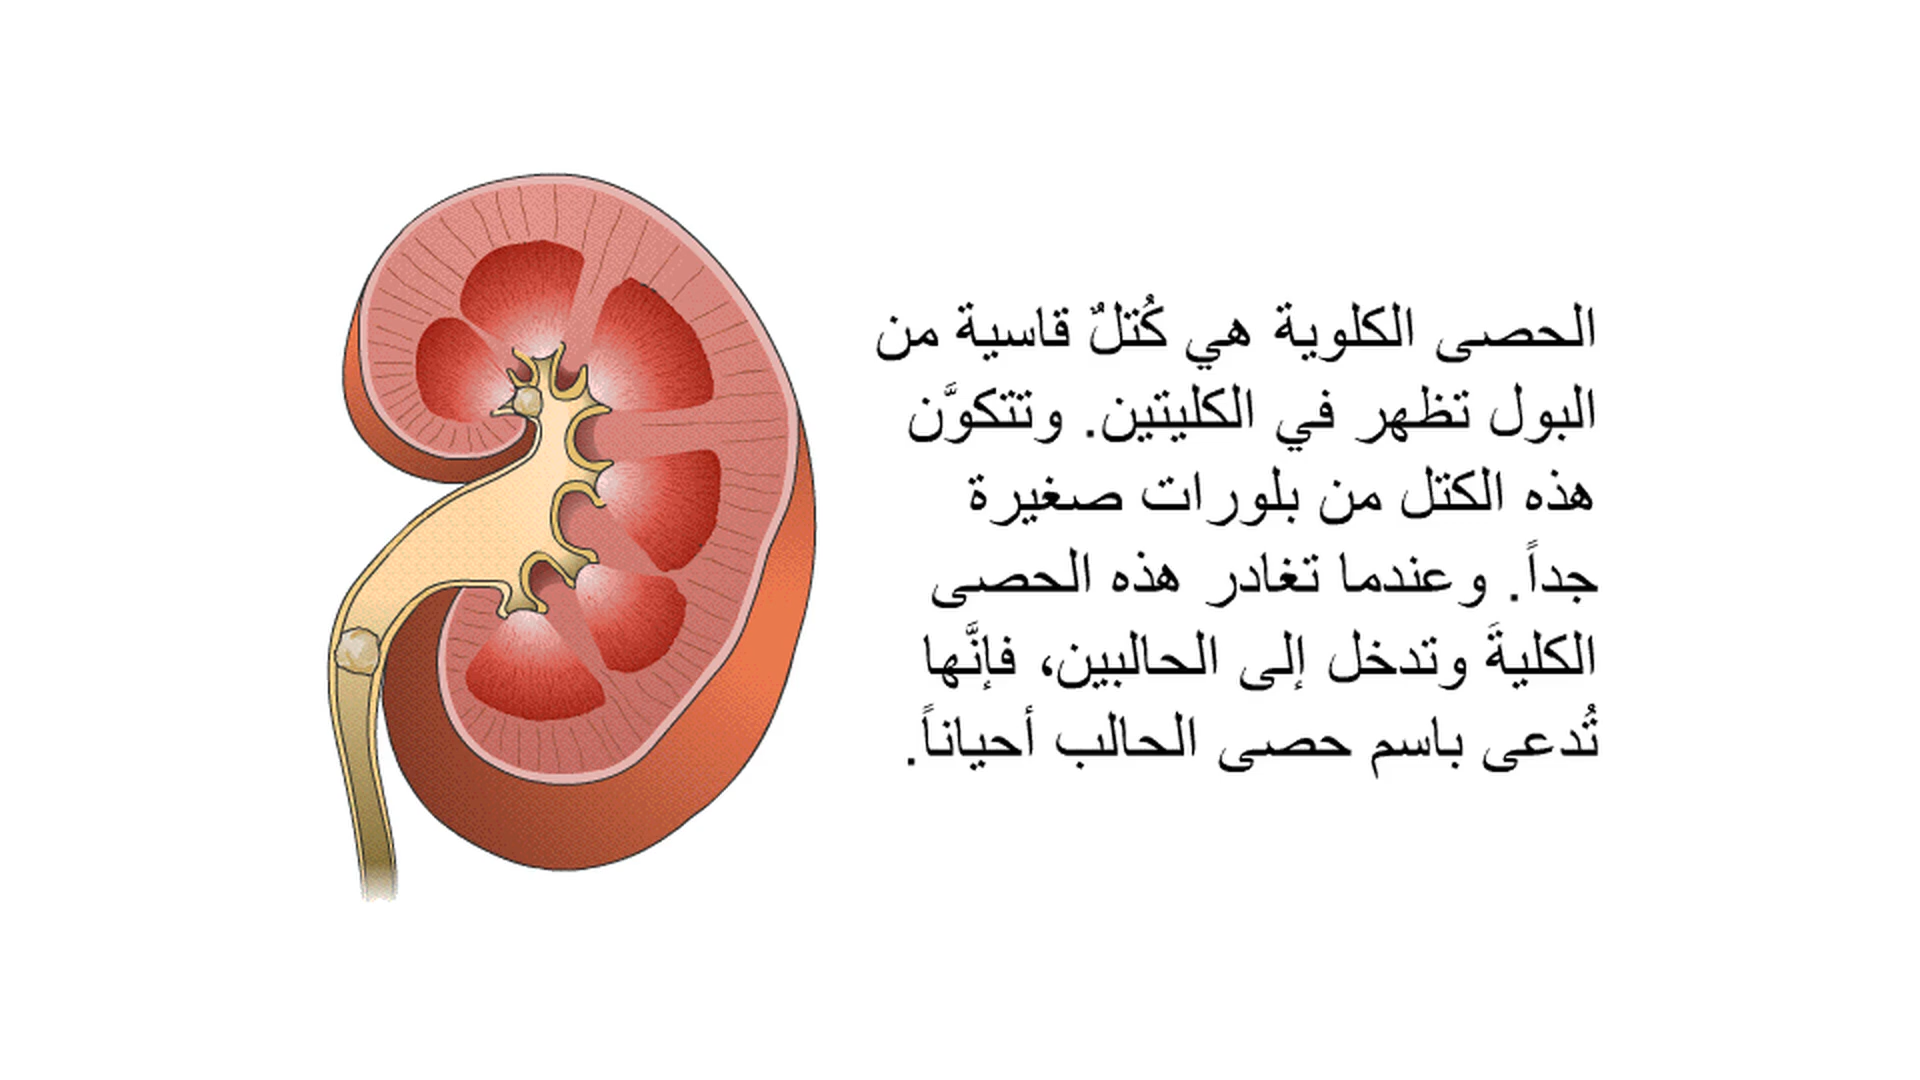 الحصى الكلوية هي كُتلٌ قاسية من
البول تظهر في الكليتين. وتتكوَّن
هذه الكتل من بلورات صغيرة
جداً. وعندما تغادر هذه الحصى
الكليةَ وتدخل إلى الحالبين، فإنَّها
تُدعى باسم حصى الحالب أحياناً.